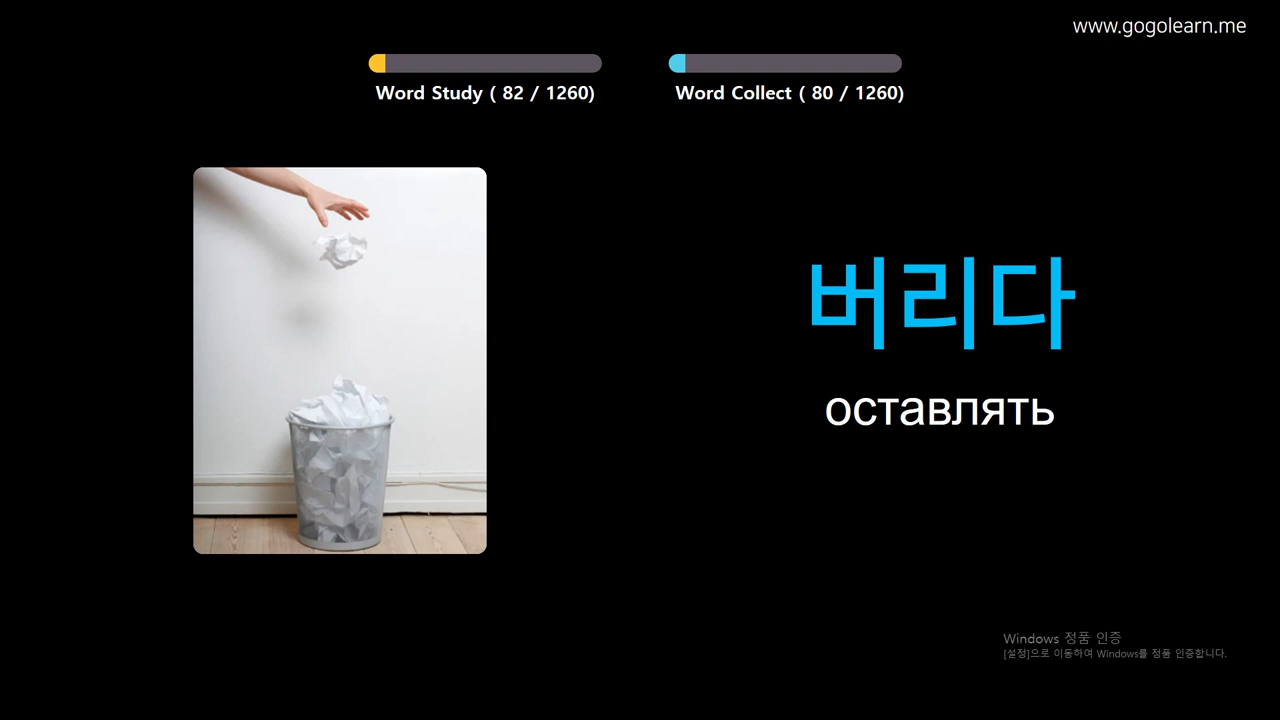 www.gogolearn.me
Word Study ( 82 / 1260)
Word Collect ( 80 / 1260)
버리다
оставлять
Windows 정품 인증
[설정]으로 이동하여 Windows를 정품 인증합니다.